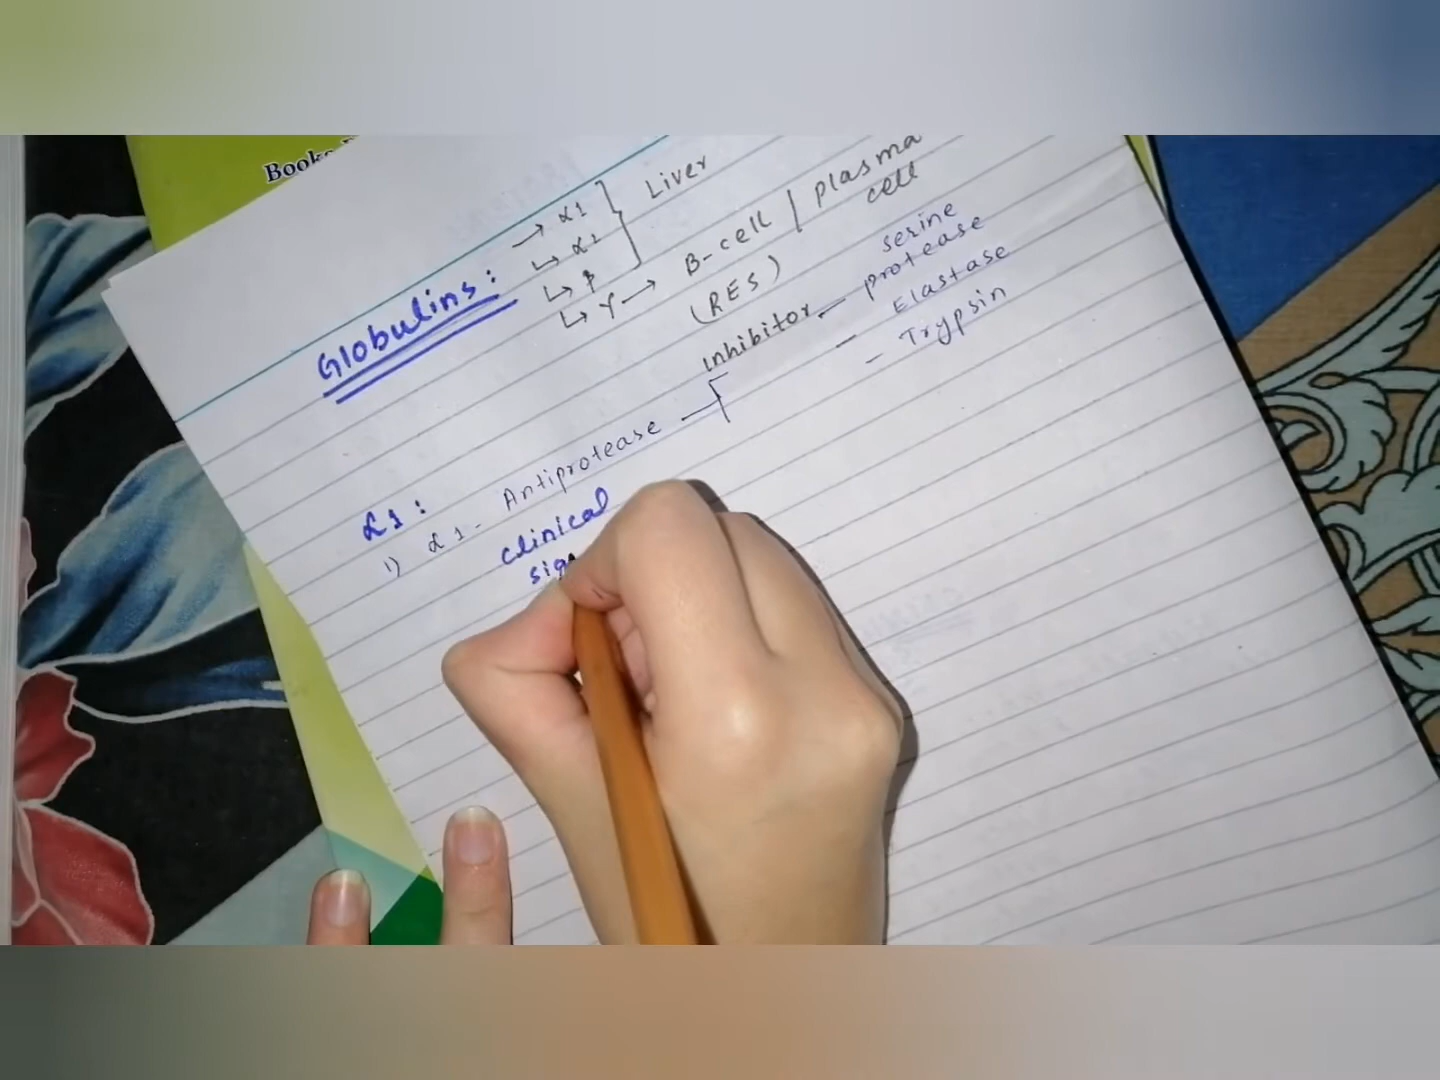 Books
Globulins: → α1 } Liver
↳ α2
↳ β
↳ γ → B-cell / plasma cell
(RES)
α1:
1) α1 - Antiprotease → [ Inhibitor - serine protease
- Elastase
- Trypsin
clinical
sig